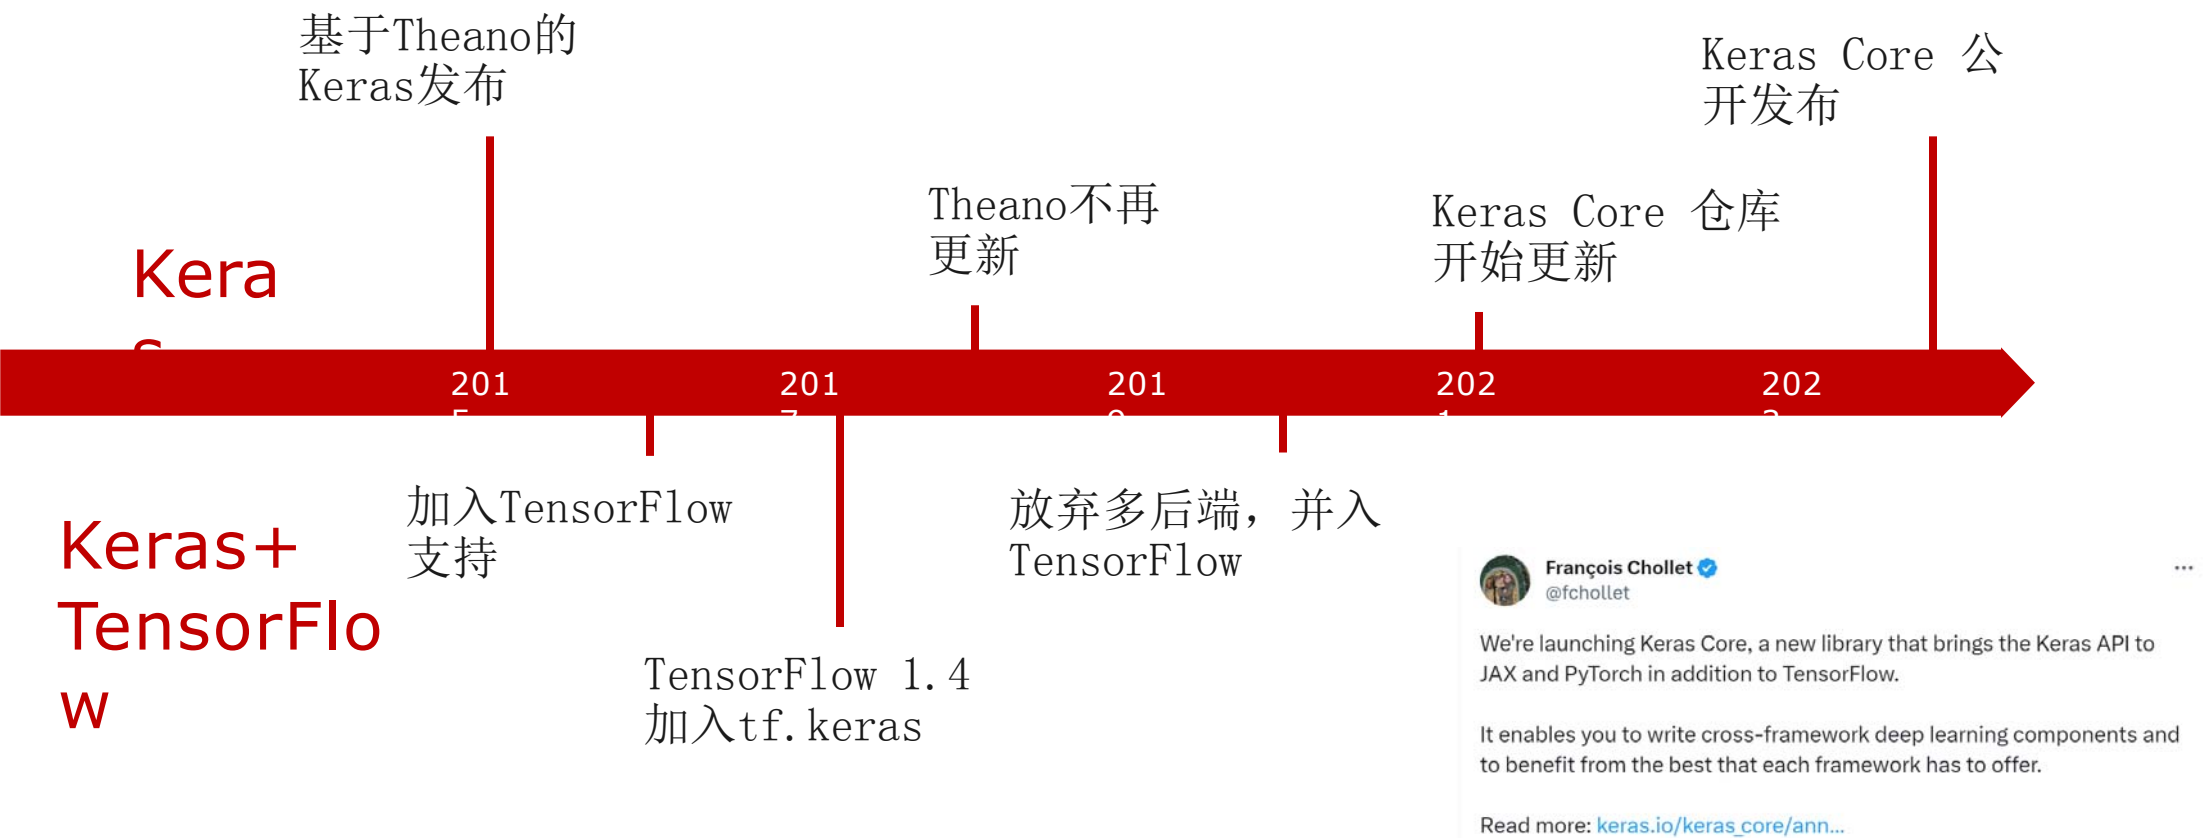 基于Theano的
Keras发布
Keras Core 公
开发布
Theano不再
更新
Keras Core 仓库
开始更新
Kera
s
201
5
201
7
201
9
202
1
202
3
加入TensorFlow
支持
放弃多后端，并入
TensorFlow
Keras+
TensorFlo
w
TensorFlow 1.4
加入tf.keras
François Chollet
@fchollet
...
We're launching Keras Core, a new library that brings the Keras API to
JAX and PyTorch in addition to TensorFlow.
It enables you to write cross-framework deep learning components and
to benefit from the best that each framework has to offer.
Read more: keras.io/keras_core/ann...